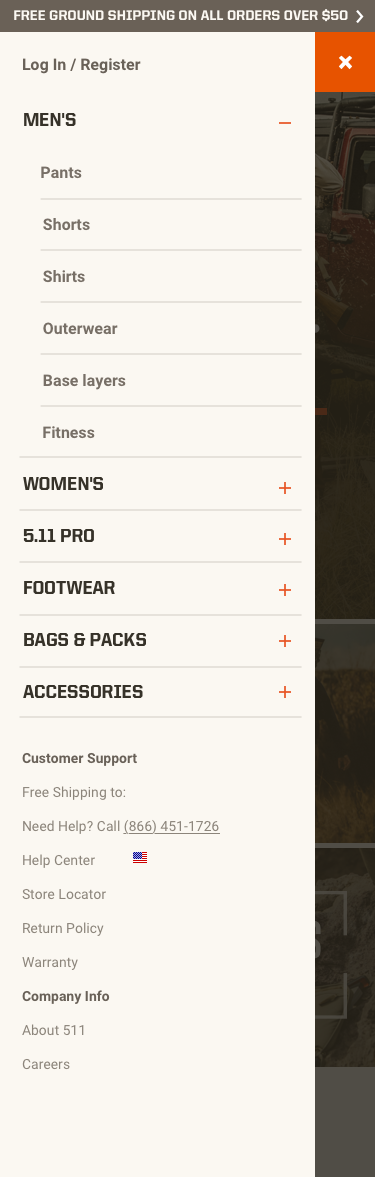 FREE GROUND SHIPPING ON ALL ORDERS OVER $50
Log In / Register
MEN'S
Pants
Shorts
Shirts
Outerwear
Base layers
Fitness
WOMEN'S
5.11 PRO
FOOTWEAR
BAGS & PACKS
ACCESSORIES
Customer Support
Free Shipping to:
Need Help? Call (866) 451-1726
Help Center
Store Locator
Return Policy
Warranty
Company Info
About 511
Careers